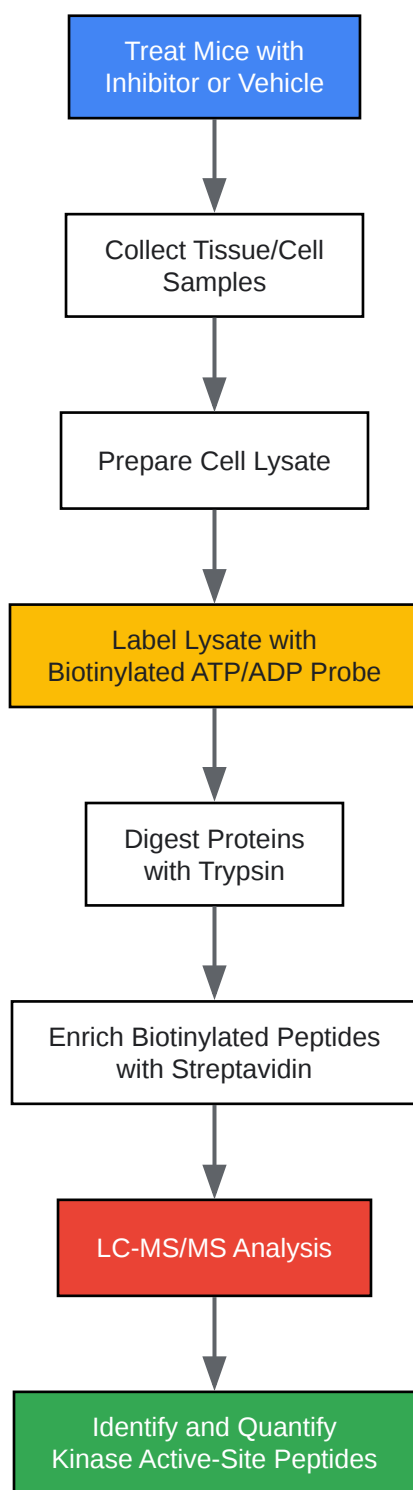 Treat Mice with
Inhibitor or Vehicle
Collect Tissue/Cell
Samples
Prepare Cell Lysate
Label Lysate with
Biotinylated ATP/ADP Probe
Digest Proteins
with Trypsin
Enrich Biotinylated Peptides
with Streptavidin
LC-MS/MS Analysis
Identify and Quantify
Kinase Active-Site Peptides